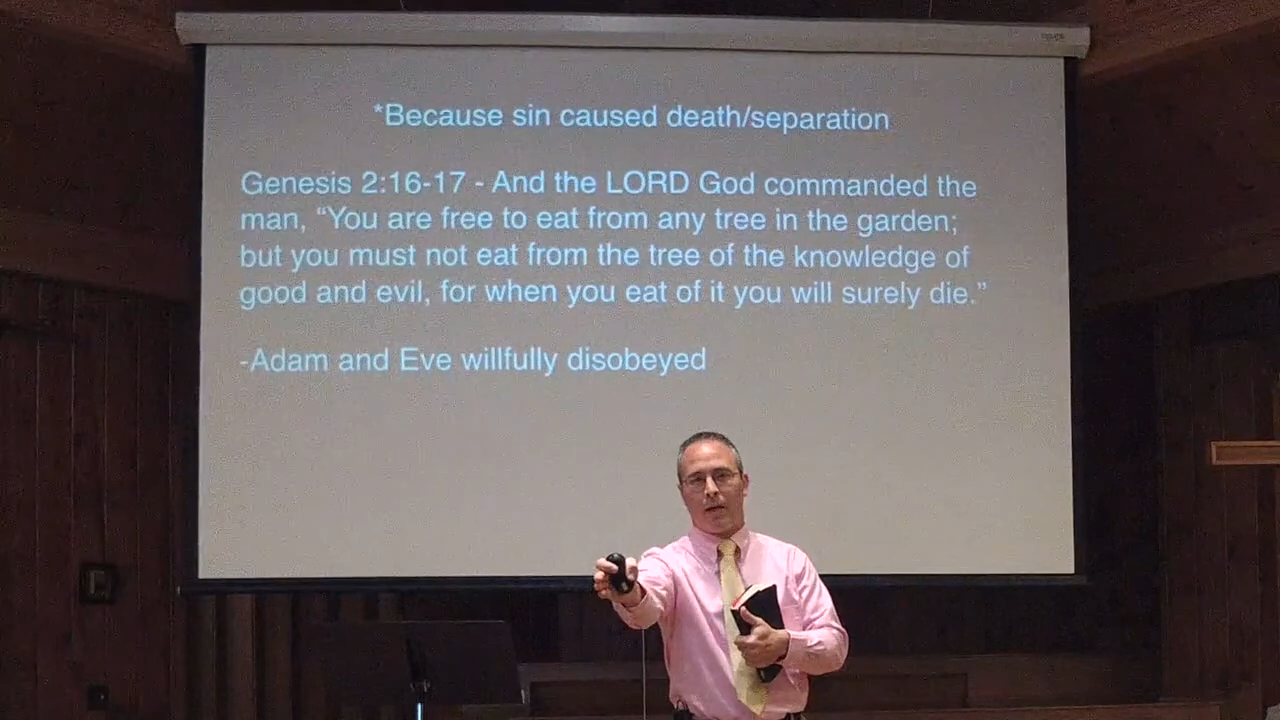 *Because sin caused death/separation
Genesis 2:16-17 - And the LORD God commanded the
man, “You are free to eat from any tree in the garden;
but you must not eat from the tree of the knowledge of
good and evil, for when you eat of it you will surely die.”
-Adam and Eve willfully disobeyed